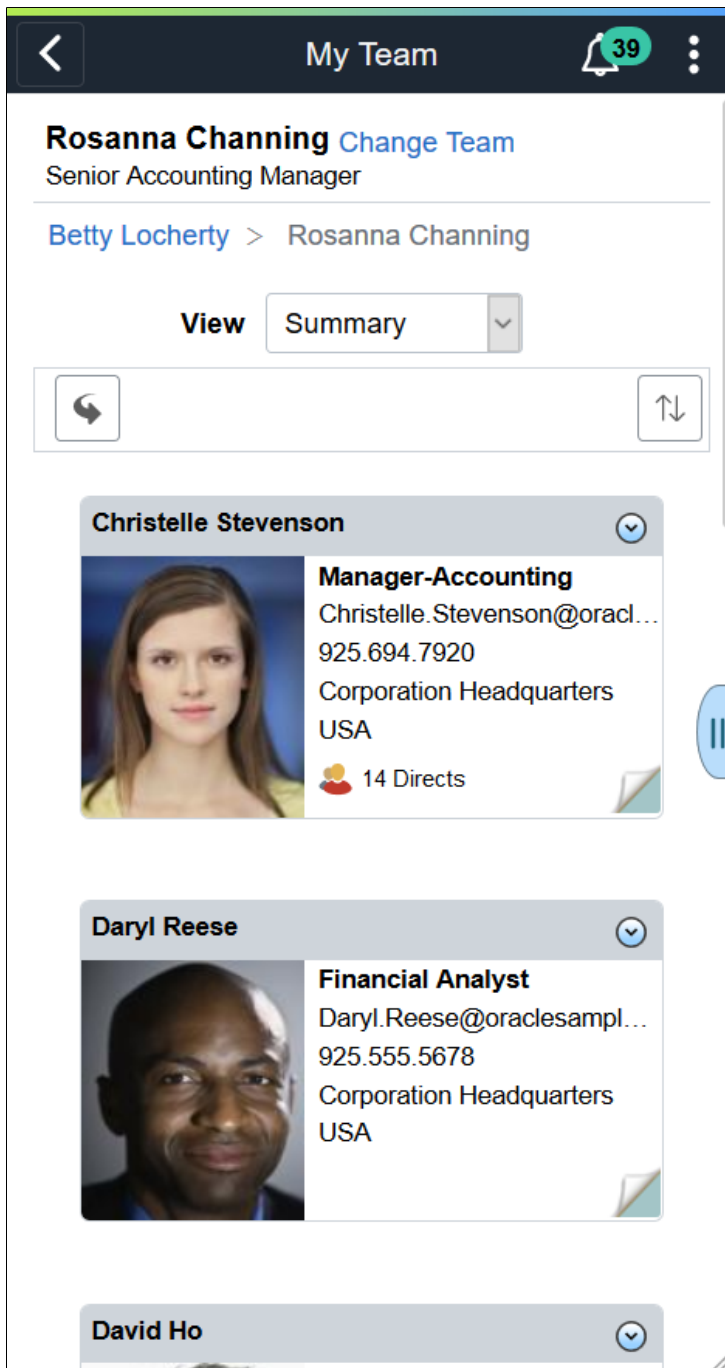 My Team
39
Rosanna Channing Change Team
Senior Accounting Manager
Betty Locherty > Rosanna Channing
View Summary
Christelle Stevenson
Manager-Accounting
Christelle.Stevenson@oracl...
925.694.7920
Corporation Headquarters
USA
14 Directs
Daryl Reese
Financial Analyst
Daryl.Reese@oraclesampl...
925.555.5678
Corporation Headquarters
USA
David Ho